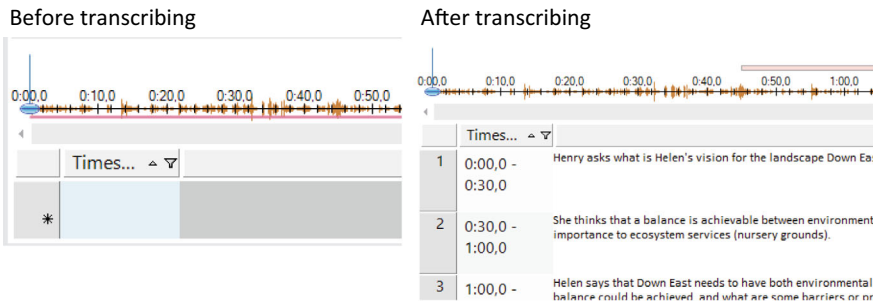 Before transcribing
0:00,0 0:10,0 0:20,0 0:30,0 0:40,0 0:50,0
Times...
*
After transcribing
0:00,0 0:10,0 0:20,0 0:30,0 0:40,0 0:50,0 1:00,0
Times...
1 0:00,0 - Henry asks what is Helen's vision for the landscape Down
0:30,0
2 0:30,0 - She thinks that a balance is achievable between environment
1:00,0 importance to ecosystem services (nursery grounds).
3 1:00,0 - Helen says that Down East needs to have both environmental
balance could be achieved, and what are some barriers or